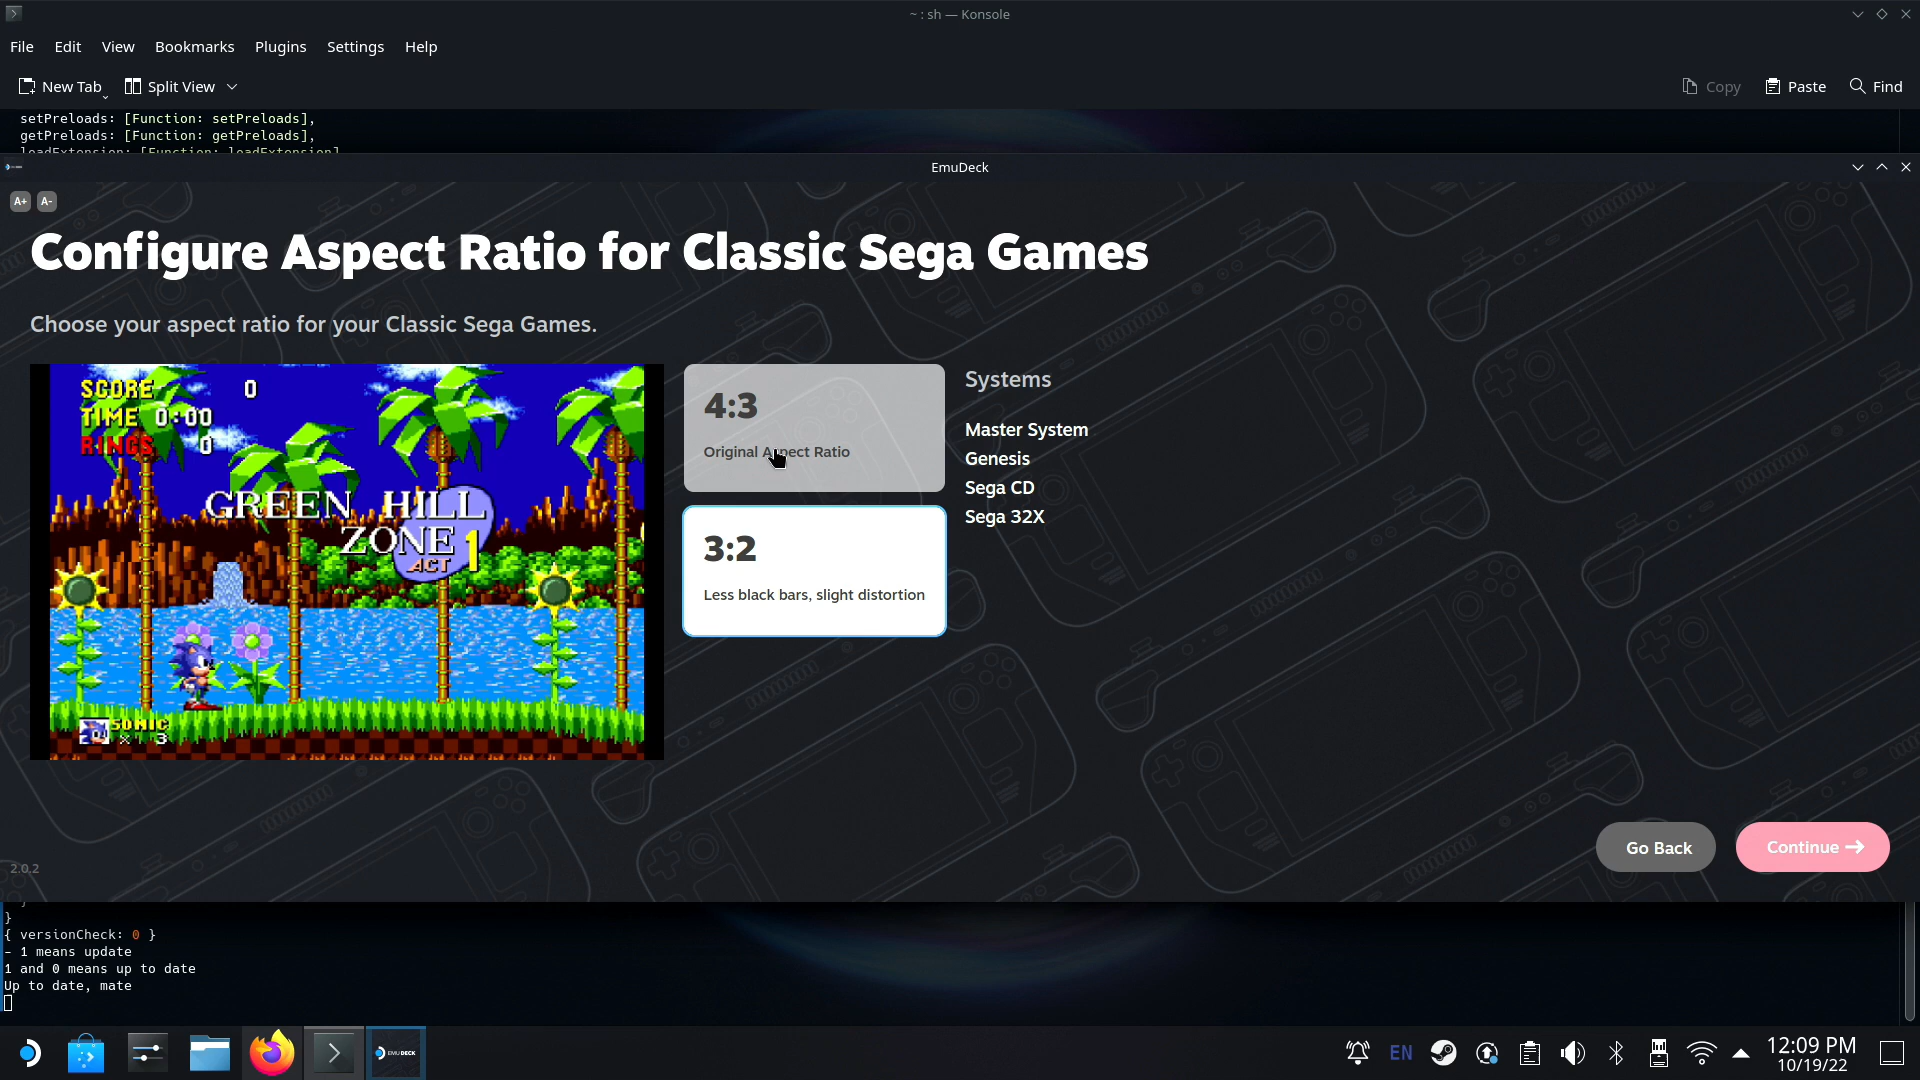 ~ : sh — Konsole
File Edit View Bookmarks Plugins Settings Help
New Tab Split View Copy Paste Find
setPreloads: [Function: setPreloads],
getPreloads: [Function: getPreloads],
loadExtension: [Function: loadExtension]
EmuDeck
A+ A-
Configure Aspect Ratio for Classic Sega Games
Choose your aspect ratio for your Classic Sega Games.
SCORE 0
TIME 0:00
RINGS 0
GREEN HILL
ZONE 1
ACT
SONIC
x 3
4:3
Original Aspect Ratio
3:2
Less black bars, slight distortion
Systems
Master System
Genesis
Sega CD
Sega 32X
Go Back
Continue →
2.0.2
}
{ versionCheck: 0 }
- 1 means update
1 and 0 means up to date
Up to date, mate
EMUDECK
EN
12:09 PM
10/19/22